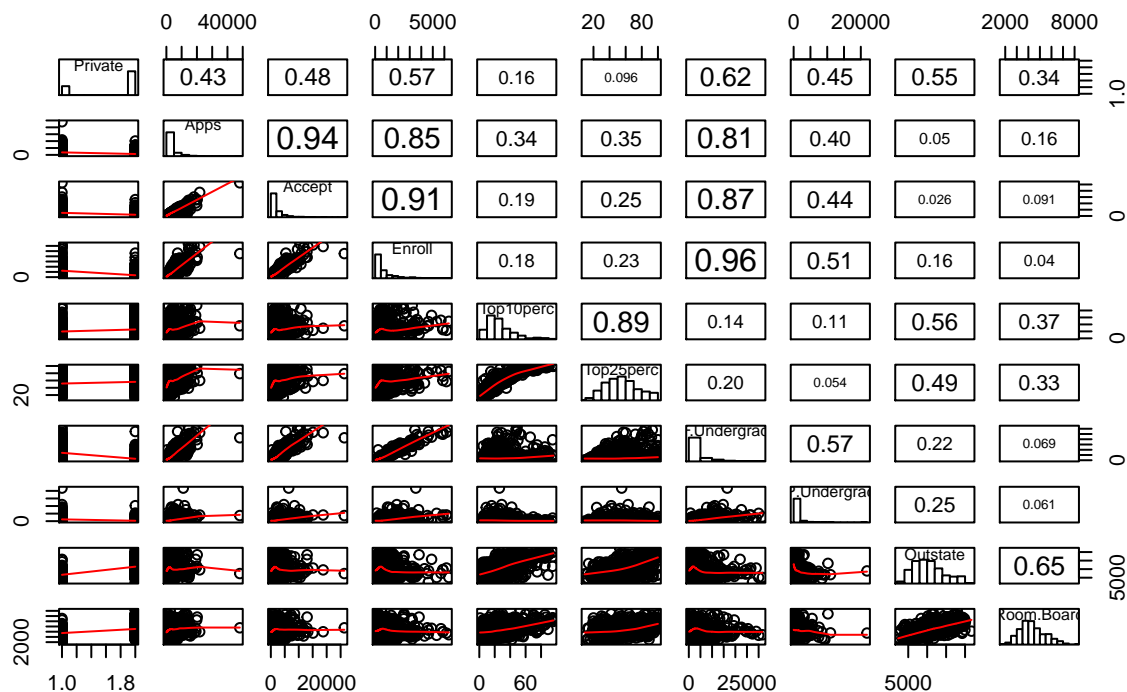 0 40000 0 6000 20 60 0 20000 2000 8000
Private 0.43 0.48 0.57 0.16 0.096 0.62 0.45 0.55 0.34 1.0
0 Apps 0.94 0.85 0.34 0.35 0.81 0.40 0.05 0.16
Accept 0.91 0.19 0.25 0.87 0.44 0.026 0.091 0
0 Enroll 0.18 0.23 0.96 0.51 0.16 0.04
Top10perc 0.89 0.14 0.11 0.56 0.37 0
20 Top25perc 0.20 0.054 0.49 0.33
.Undergrad 0.57 0.22 0.069 0
0 .Undergrad 0.25 0.061
Outstate 0.65 5000
2000 Room.Board
1.0 1.8 0 20000 0 60 0 25000 5000